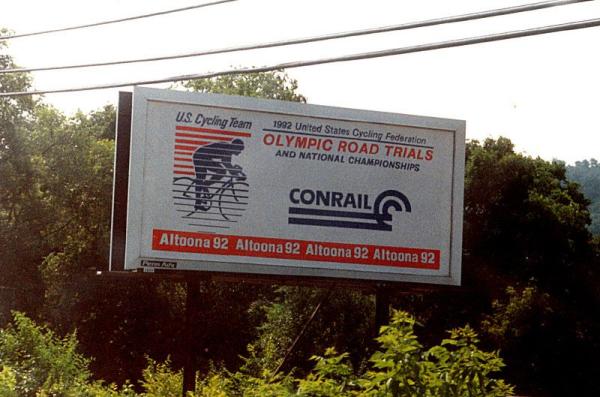 U.S. Cycling Team
1992 United States Cycling Federation
OLYMPIC ROAD TRIALS
AND NATIONAL CHAMPIONSHIPS
CONRAIL
Altoona 92 Altoona 92 Altoona 92 Altoona 92